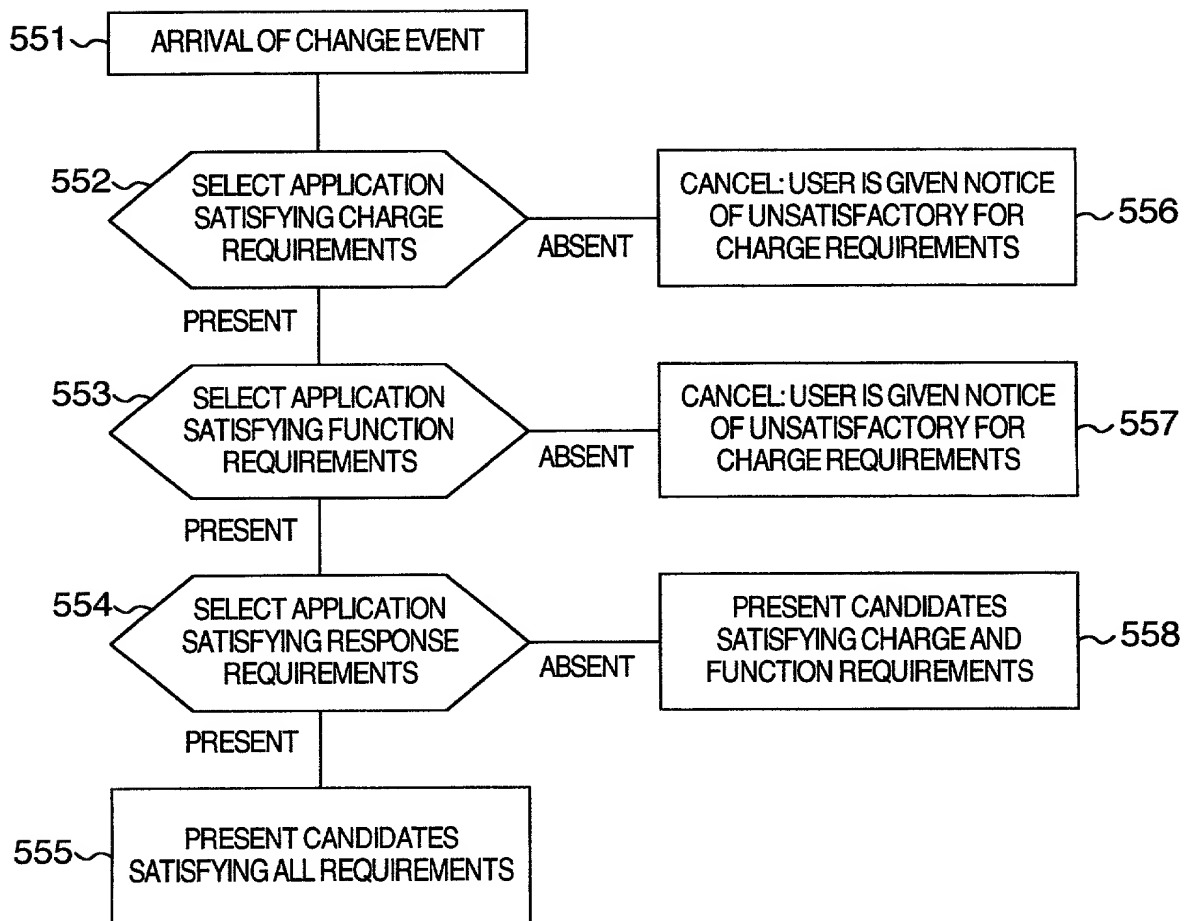 551
ARRIVAL OF CHANGE EVENT
552
SELECT APPLICATION
SATISFYING CHARGE
REQUIREMENTS
ABSENT
CANCEL: USER IS GIVEN NOTICE
OF UNSATISFACTORY FOR
CHARGE REQUIREMENTS
556
PRESENT
553
SELECT APPLICATION
SATISFYING FUNCTION
REQUIREMENTS
ABSENT
CANCEL: USER IS GIVEN NOTICE
OF UNSATISFACTORY FOR
CHARGE REQUIREMENTS
557
PRESENT
554
SELECT APPLICATION
SATISFYING RESPONSE
REQUIREMENTS
ABSENT
PRESENT CANDIDATES
SATISFYING CHARGE AND
FUNCTION REQUIREMENTS
558
PRESENT
555
PRESENT CANDIDATES
SATISFYING ALL REQUIREMENTS